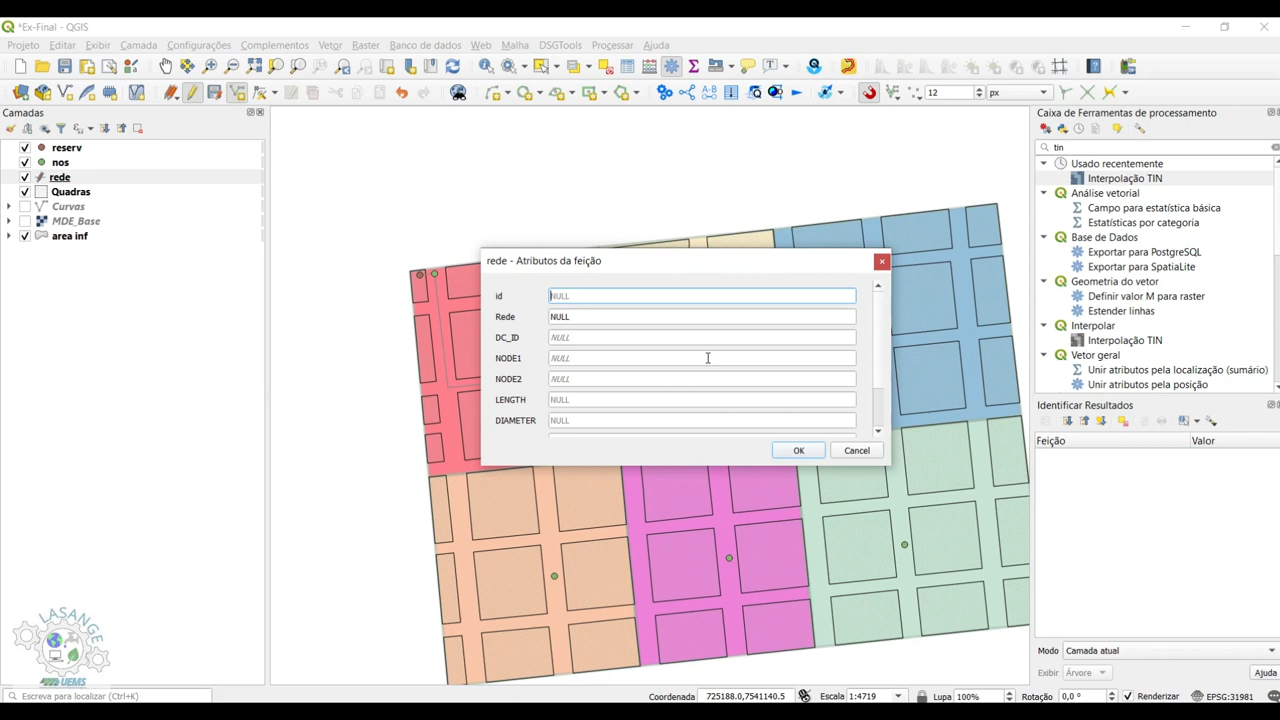 *Ex-Final - QGIS
Projeto Editar Exibir Camada Configurações Complementos Vetor Raster Banco de dados Web Malha DSGTools Processar Ajuda
12 px
Camadas
reserv
nos
rede
Quadras
Curvas
MDE_Base
area inf
rede - Atributos da feição
id NULL
Rede NULL
DC_ID NULL
NODE1 NULL
NODE2 NULL
LENGTH NULL
DIAMETER NULL
OK Cancel
Caixa de Ferramentas de processamento
tin
Usado recentemente
Interpolação TIN
Análise vetorial
Campo para estatística básica
Estatísticas por categoria
Base de Dados
Exportar para PostgreSQL
Exportar para SpatiaLite
Geometria do vetor
Definir valor M para raster
Estender linhas
Interpolar
Interpolação TIN
Vetor geral
Unir atributos pela localização (sumário)
Unir atributos pela posição
Identificar Resultados
Feição Valor
Modo Camada atual
Exibir Árvore Ajuda
LASANGE
UEMS
Escreva para localizar (Ctrl+K) Coordenada 725188.0,7541140.5 Escala 1:4719 Lupa 100% Rotação 0,0 ° Renderizar EPSG:31981